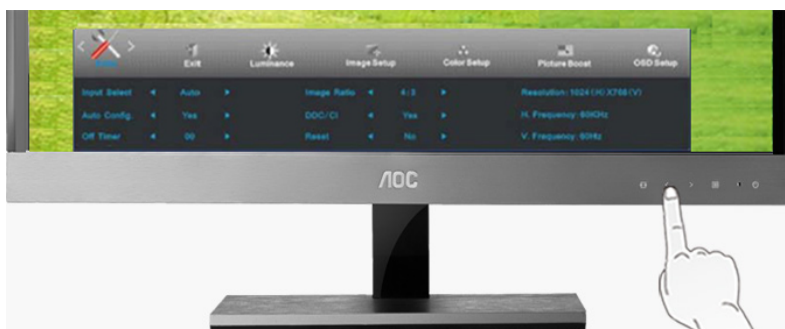 Extra
Exit
Luminance
Image Setup
Color Setup
Picture Boost
OSD Setup
Input Select Auto Image Ratio 4:3 Resolution: 1024 (H) X768 (V)
Auto Config. Yes DDC/CI Yes H. Frequency: 60KHz
Off Timer 00 Reset No V. Frequency: 60Hz
AOC